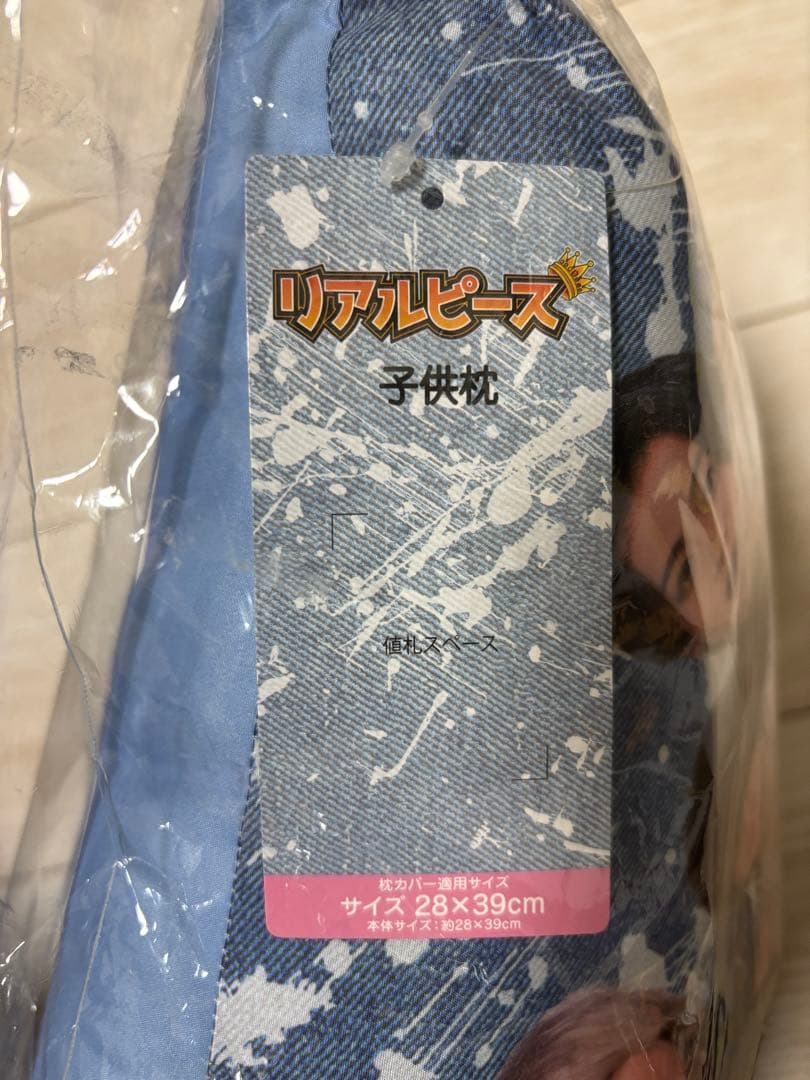 リアルピース
子供枕
値札スペース
枕カバー適用サイズ
サイズ 28×39cm
本体サイズ：約28×39cm